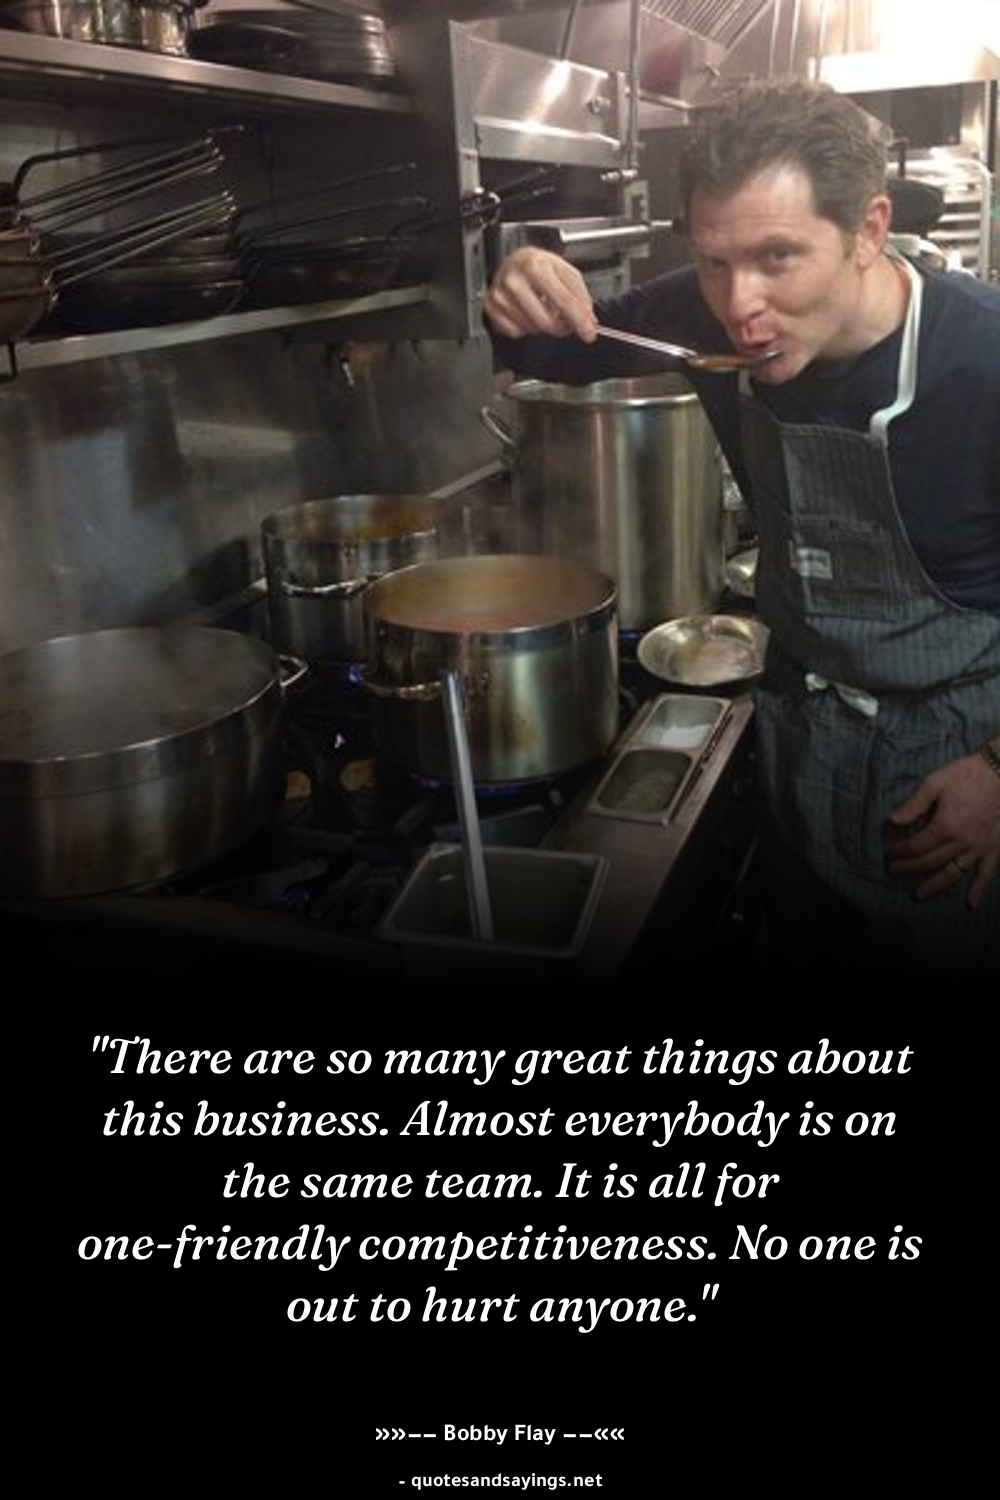 "There are so many great things about
this business. Almost everybody is on
the same team. It is all for
one-friendly competitiveness. No one is
out to hurt anyone."
»»–– Bobby Flay ––««
- quotesandsayings.net